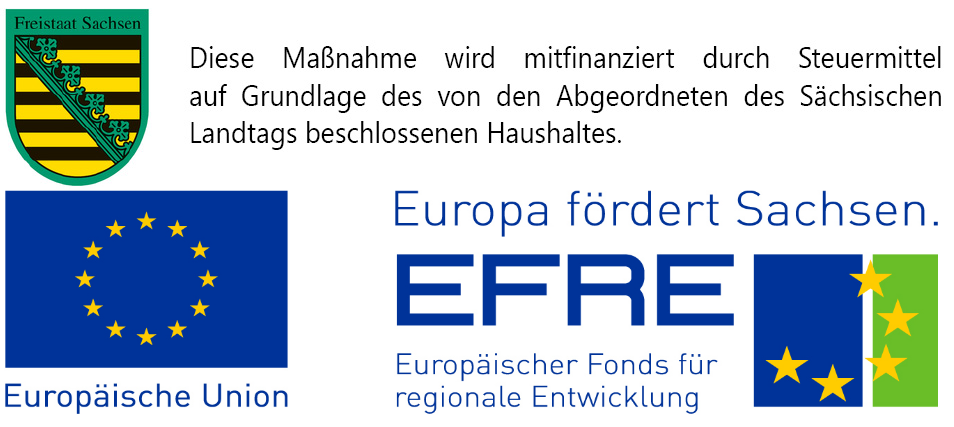 Freistaat Sachsen
Diese Maßnahme wird mitfinanziert durch Steuermittel
auf Grundlage des von den Abgeordneten des Sächsischen
Landtags beschlossenen Haushaltes.
Europäische Union
Europa fördert Sachsen.
EFRE
Europäischer Fonds für
regionale Entwicklung